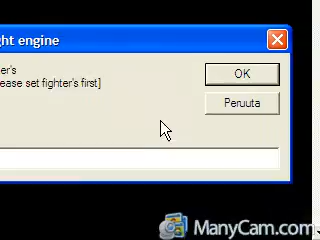 ght engine
er's
ease set fighter's first]
OK
Peruuta
ManyCam.com